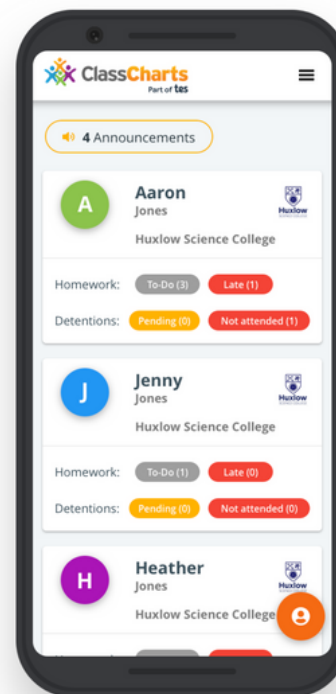 ClassCharts
Part of tes
4 Announcements
A
Aaron
Jones
Huxlow
Huxlow Science College
Homework: To-Do (3) Late (1)
Detentions: Pending (0) Not attended (1)
J
Jenny
Jones
Huxlow
Huxlow Science College
Homework: To-Do (1) Late (0)
Detentions: Pending (0) Not attended (0)
H
Heather
Jones
Huxlow
Huxlow Science College